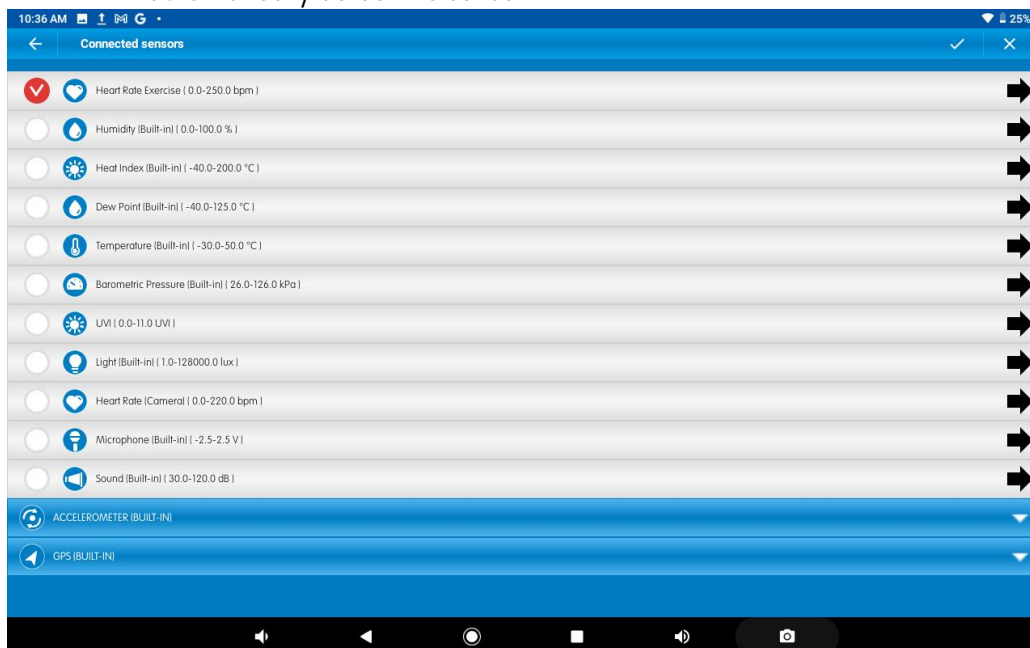 10:36 AM G 25%
Connected sensors
Heart Rate Exercise ( 0.0-250.0 bpm )
Humidity (Built-in) ( 0.0-100.0 % )
Heat Index (Built-in) ( -40.0-200.0 °C )
Dew Point (Built-in) ( -40.0-125.0 °C )
Temperature (Built-in) ( -30.0-50.0 °C )
Barometric Pressure (Built-in) ( 26.0-126.0 kPa )
UVI ( 0.0-11.0 UVI )
Light (Built-in) ( 1.0-128000.0 lux )
Heart Rate (Camera) ( 0.0-220.0 bpm )
Microphone (Built-in) ( -2.5-2.5 V )
Sound (Built-in) ( 30.0-120.0 dB )
ACCELEROMETER (BUILT-IN)
GPS (BUILT-IN)